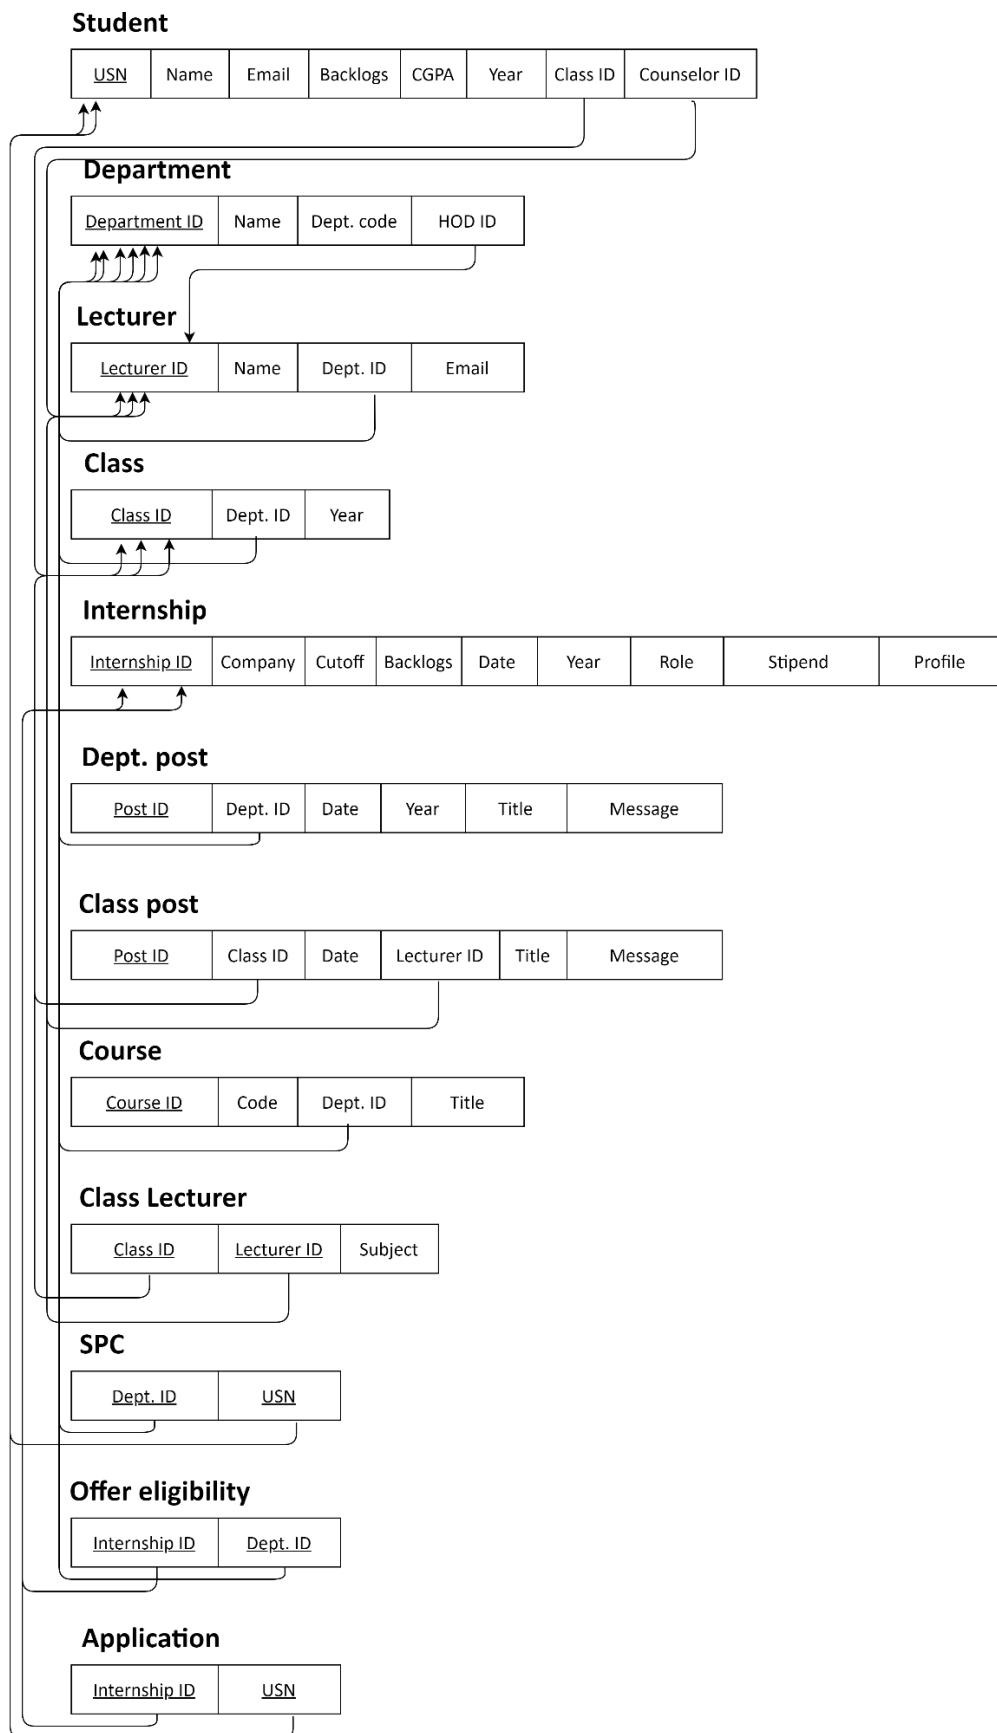 Student
USN Name Email Backlogs CGPA Year Class ID Counselor ID
Department
Department ID Name Dept. code HOD ID
Lecturer
Lecturer ID Name Dept. ID Email
Class
Class ID Dept. ID Year
Internship
Internship ID Company Cutoff Backlogs Date Year Role Stipend Profile
Dept. post
Post ID Dept. ID Date Year Title Message
Class post
Post ID Class ID Date Lecturer ID Title Message
Course
Course ID Code Dept. ID Title
Class Lecturer
Class ID Lecturer ID Subject
SPC
Dept. ID USN
Offer eligibility
Internship ID Dept. ID
Application
Internship ID USN